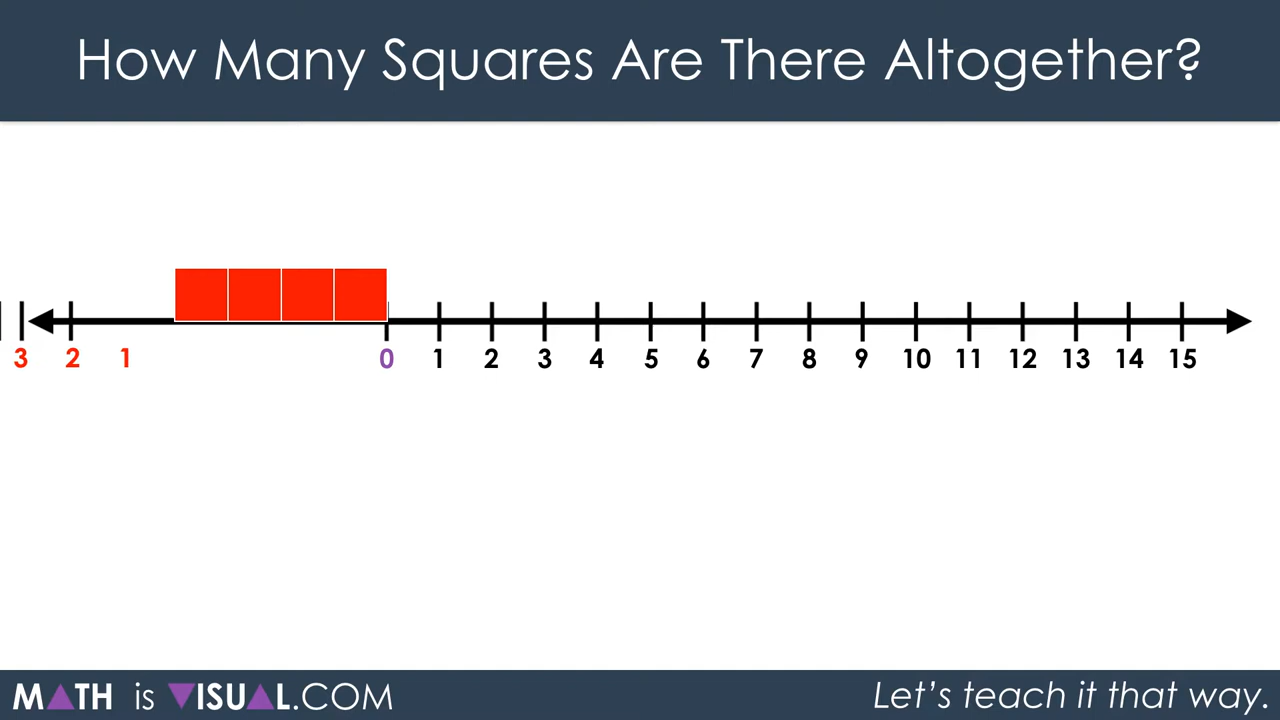 How Many Squares Are There Altogether?
3 2 1 0 1 2 3 4 5 6 7 8 9 10 11 12 13 14 15
MATH is VISUAL.COM
Let's teach it that way.